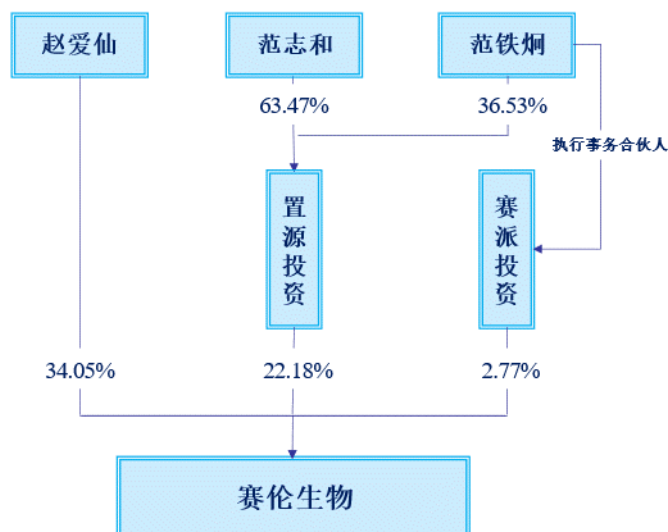 赵爱仙
范志和
范铁炯
63.47%
36.53%
执行事务合伙人
置源投资
赛派投资
34.05%
22.18%
2.77%
赛伦生物